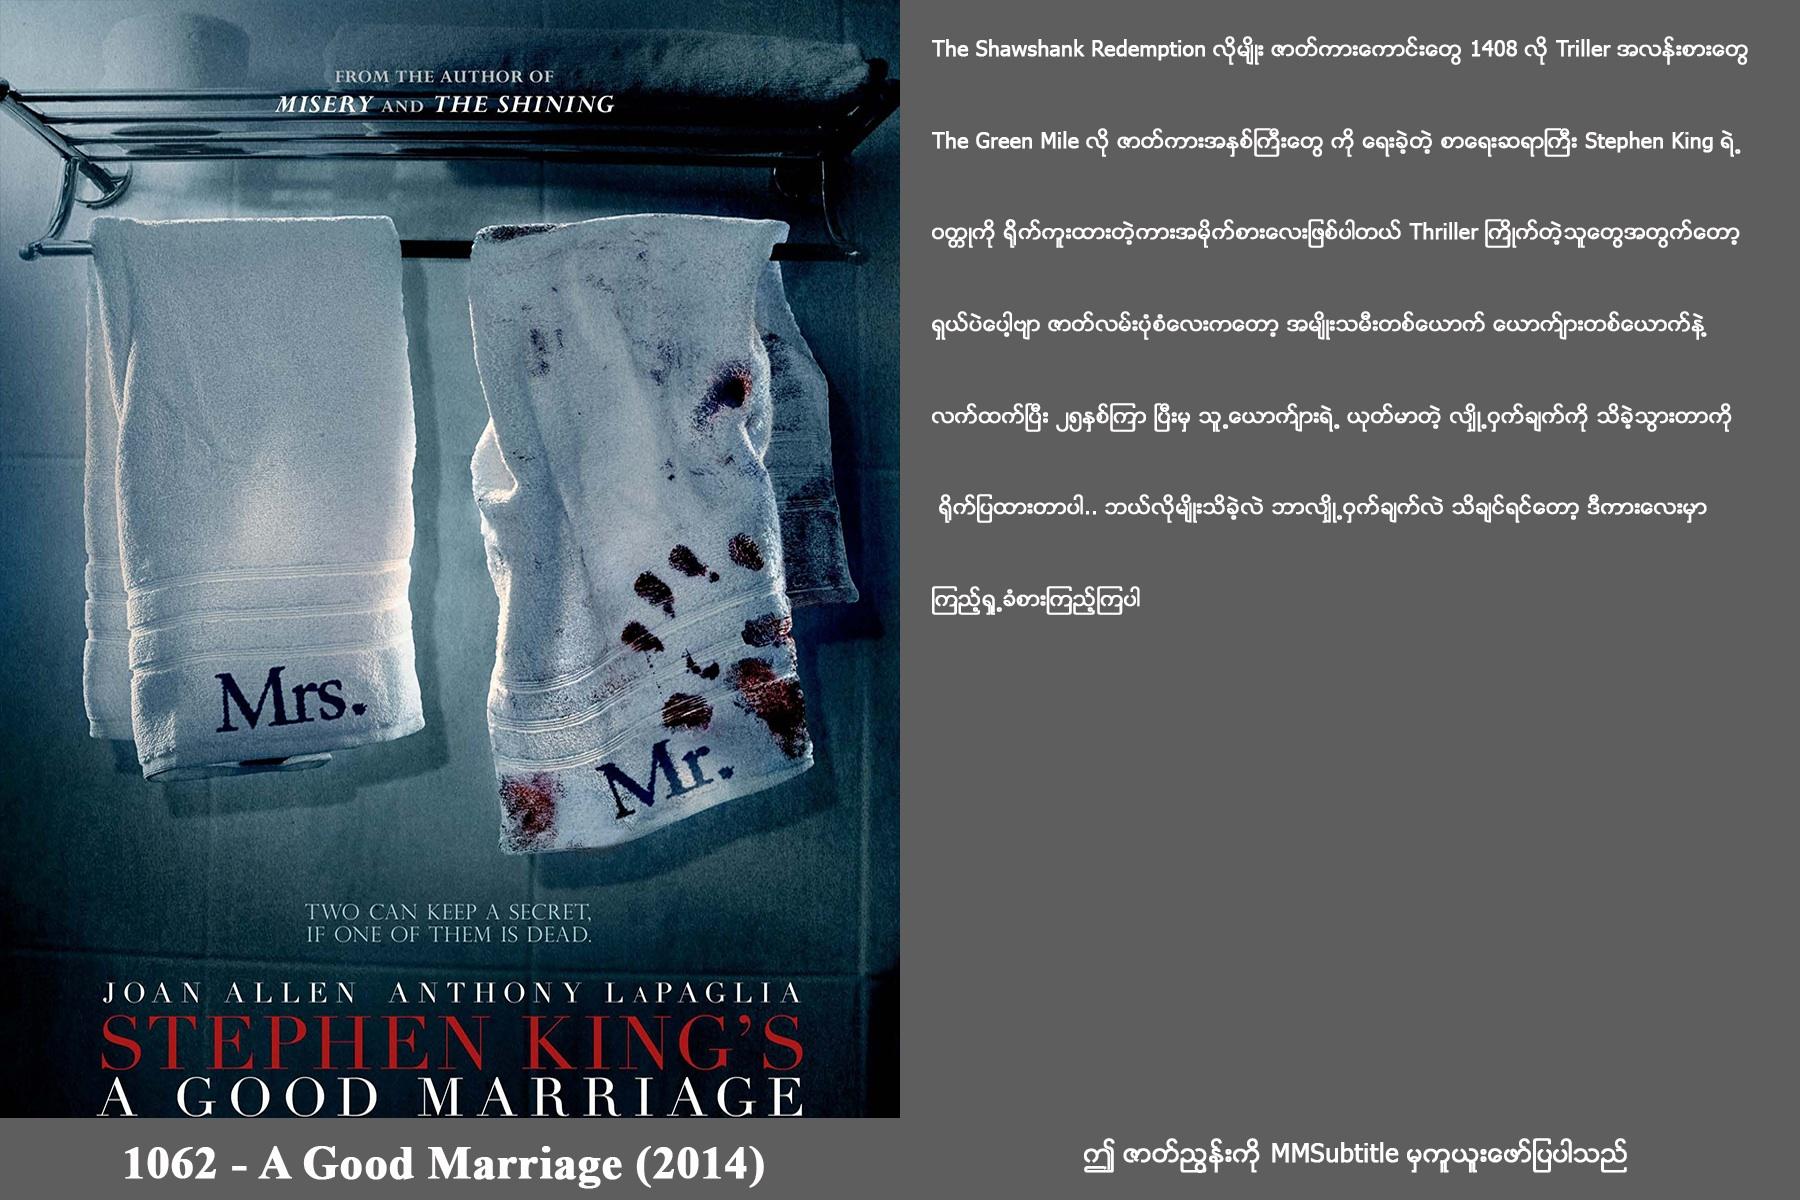 FROM THE AUTHOR OF
MISERY AND THE SHINING
Mrs.
Mr.
TWO CAN KEEP A SECRET,
IF ONE OF THEM IS DEAD.
JOAN ALLEN ANTHONY LAPAGLIA
STEPHEN KING'S
A GOOD MARRIAGE
1062 - A Good Marriage (2014)
The Shawshank Redemption လိုမျိုး ဇာတ်ကားကောင်းတွေ 1408 လို Triller အလန်းစားတွေ
The Green Mile လို ဇာတ်ကားအနှစ်ကြီးတွေ ကို ရေးခဲ့တဲ့ စာရေးဆရာကြီး Stephen King ရဲ့
ဝတ္ထုကို ရိုက်ကူးထားတဲ့ကားအမိုက်စားလေးဖြစ်ပါတယ် Thriller ကြိုက်တဲ့သူတွေအတွက်တော့
ရှယ်ပဲပေါ့ဗျာ ဇာတ်လမ်းပုံစံလေးကတော့ အမျိုးသမီးတစ်ယောက် ယောကျ်ားတစ်ယောက်နဲ့
လက်ထက်ပြီး ၂၅နှစ်ကြာ ပြီးမှ သူ့ယောကျ်ားရဲ့ ယုတ်မာတဲ့ လျှို့ဝှက်ချက်ကို သိခဲ့သွားတာကို
ရိုက်ပြထားတာပါ.. ဘယ်လိုမျိုးသိခဲ့လဲ ဘာလျှို့ဝှက်ချက်လဲ သိချင်ရင်တော့ ဒီကားလေးမှာ
ကြည့်ရှု့ခံစားကြည့်ကြပါ
ဤ ဇာတ်ညွှန်းကို MMSubtitle မှကူယူးဖော်ပြပါသည်